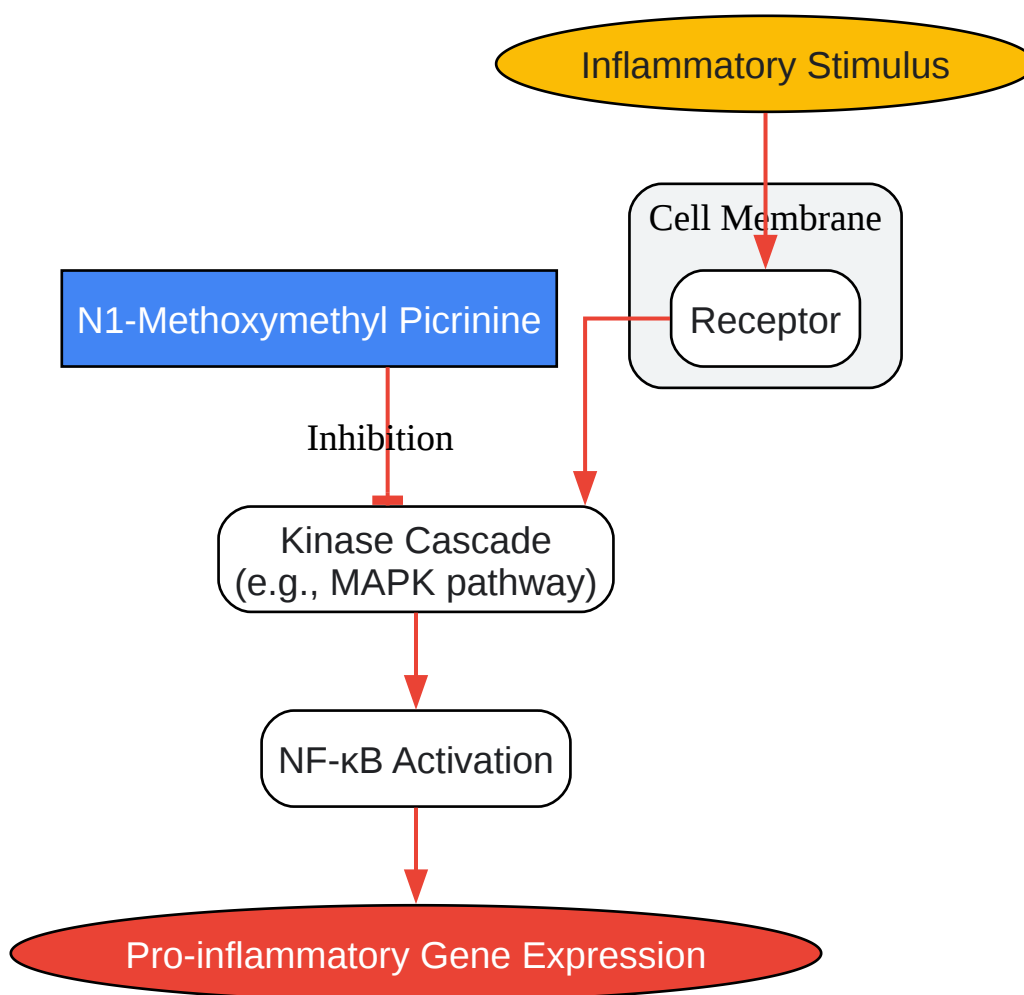 Inflammatory Stimulus
Cell Membrane
Receptor
N1-Methoxymethyl Picrinine
Inhibition
Kinase Cascade
(e.g., MAPK pathway)
NF-κB Activation
Pro-inflammatory Gene Expression